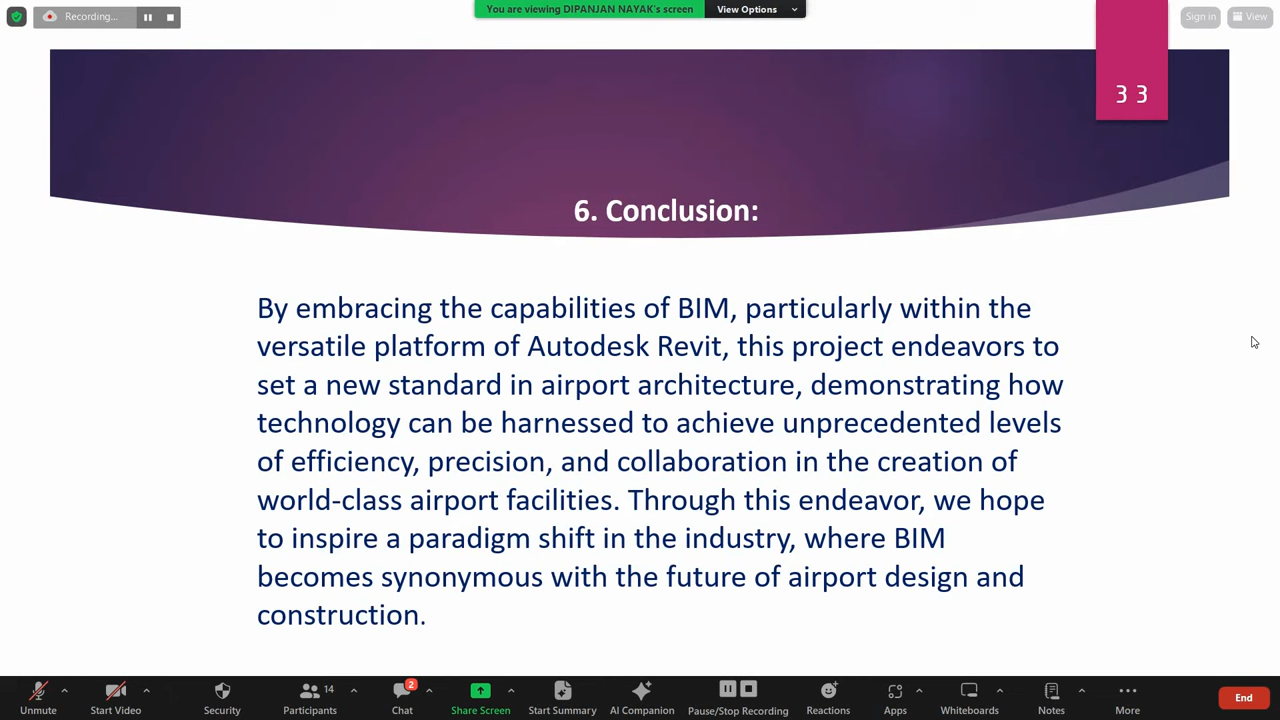 Recording...
You are viewing DIPANJAN NAYAK's screen
View Options
Sign in
View
33
6. Conclusion:
By embracing the capabilities of BIM, particularly within the
versatile platform of Autodesk Revit, this project endeavors to
set a new standard in airport architecture, demonstrating how
technology can be harnessed to achieve unprecedented levels
of efficiency, precision, and collaboration in the creation of
world-class airport facilities. Through this endeavor, we hope
to inspire a paradigm shift in the industry, where BIM
becomes synonymous with the future of airport design and
construction.
14
2
Unmute
Start Video
Security
Participants
Chat
Share Screen
Start Summary
AI Companion
Pause/Stop Recording
Reactions
Apps
Whiteboards
Notes
More
End